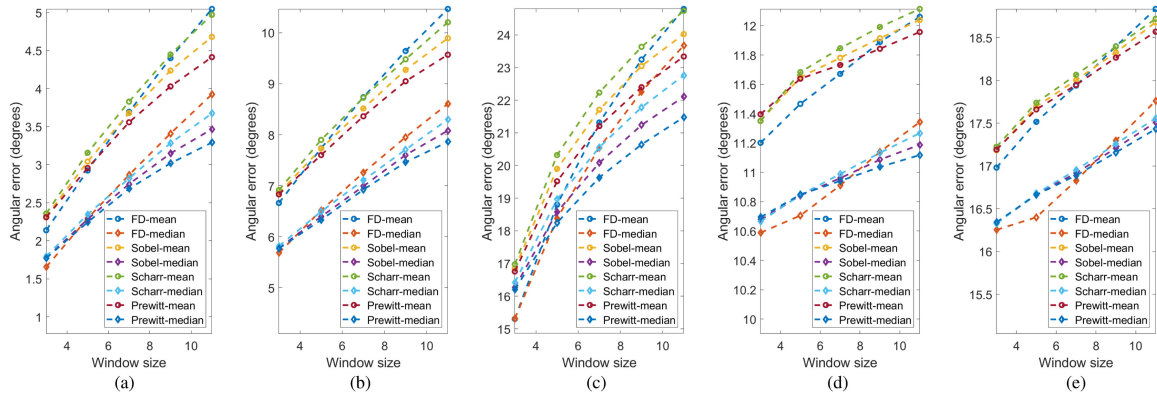 Angular error (degrees)
5
4.5
4
3.5
3
2.5
2
1.5
1
4 6 8 10
Window size
FD-mean
FD-median
Sobel-mean
Sobel-median
Scharr-mean
Scharr-median
Prewitt-mean
Prewitt-median
(a)
Angular error (degrees)
10
9
8
7
6
5
4 6 8 10
Window size
FD-mean
FD-median
Sobel-mean
Sobel-median
Scharr-mean
Scharr-median
Prewitt-mean
Prewitt-median
(b)
Angular error (degrees)
24
23
22
21
20
19
18
17
16
15
4 6 8 10
Window size
FD-mean
FD-median
Sobel-mean
Sobel-median
Scharr-mean
Scharr-median
Prewitt-mean
Prewitt-median
(c)
Angular error (degrees)
12
11.8
11.6
11.4
11.2
11
10.8
10.6
10.4
10.2
10
4 6 8 10
Window size
FD-mean
FD-median
Sobel-mean
Sobel-median
Scharr-mean
Scharr-median
Prewitt-mean
Prewitt-median
(d)
Angular error (degrees)
18.5
18
17.5
17
16.5
16
15.5
4 6 8 10
Window size
FD-mean
FD-median
Sobel-mean
Sobel-median
Scharr-mean
Scharr-median
Prewitt-mean
Prewitt-median
(e)